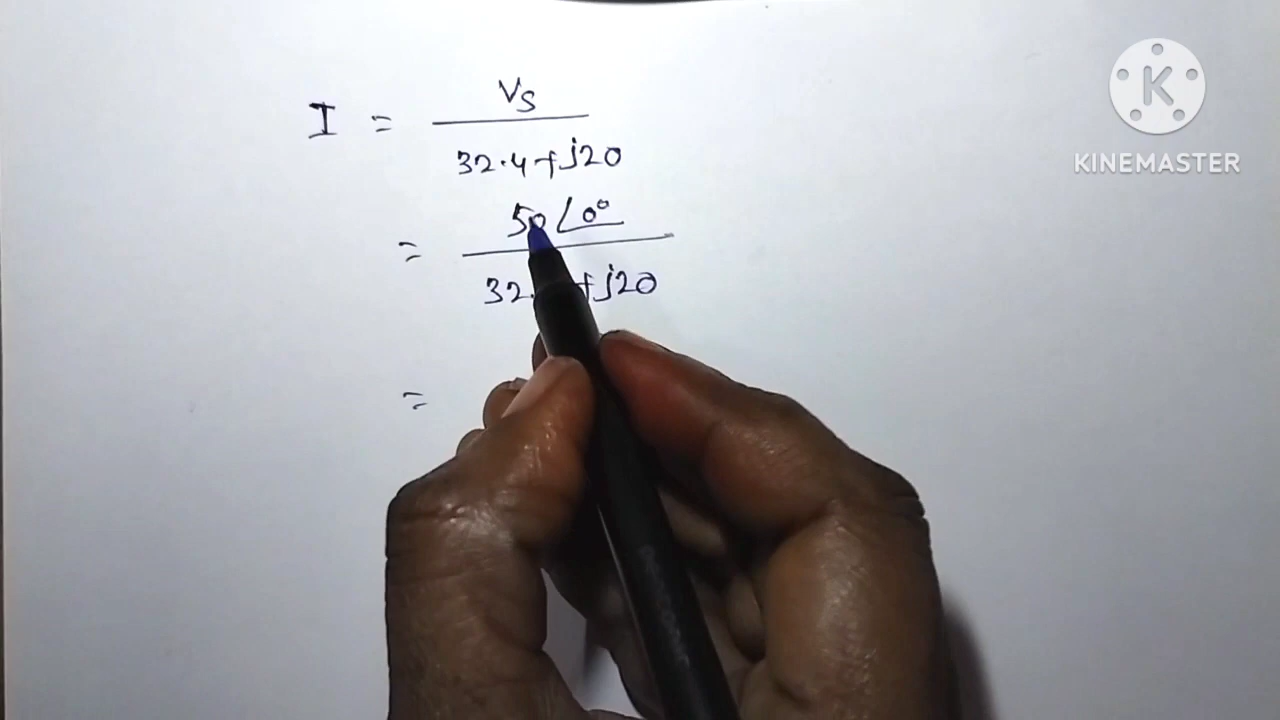 I = Vs / 32.4+j20
= 50∠0° / 32. +j20
=
KINEMASTER